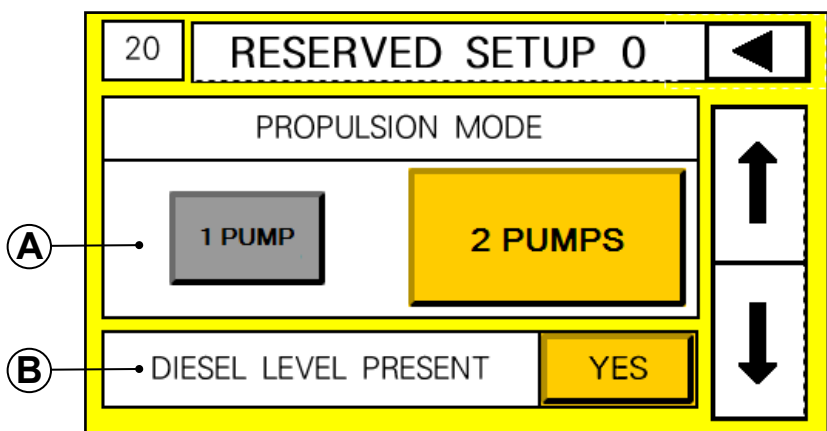 20 RESERVED SETUP 0
PROPULSION MODE
A 1 PUMP 2 PUMPS
B DIESEL LEVEL PRESENT YES